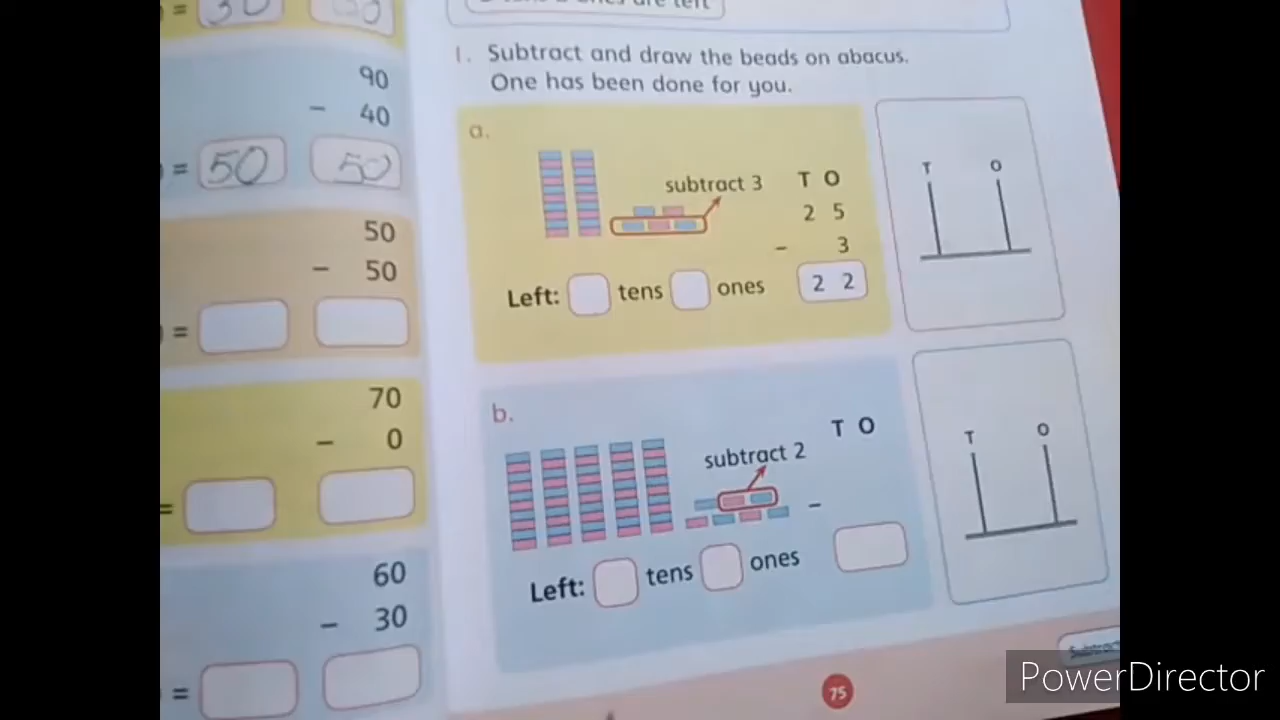 = 30 30
90
- 40
= 50 50
50
- 50
=
70
- 0
=
60
- 30
=
1. Subtract and draw the beads on abacus.
One has been done for you.
a.
subtract 3
T O
2 5
- 3
2 2
Left: tens ones
T O
b.
subtract 2
T O
-
Left: tens ones
T O
75
PowerDirector